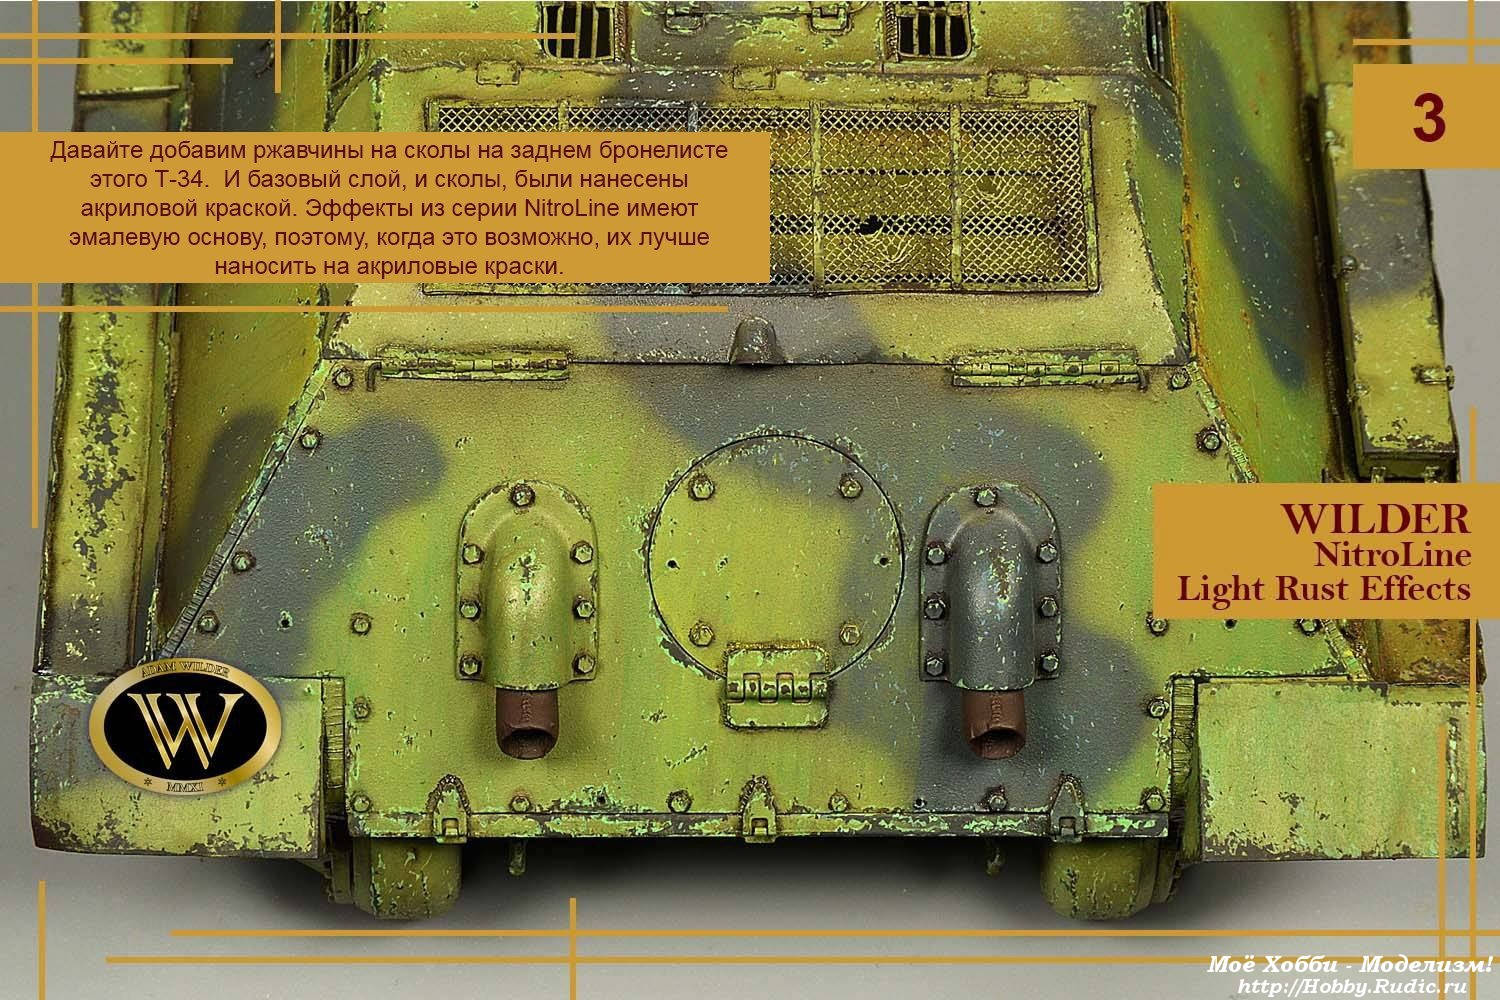 3
Давайте добавим ржавчины на сколы на заднем бронелисте
этого Т-34.  И базовый слой, и сколы, были нанесены
акриловой краской. Эффекты из серии NitroLine имеют
эмалевую основу, поэтому, когда это возможно, их лучше
наносить на акриловые краски.
WILDER
NitroLine
Light Rust Effects
ADAM WILDER
W
MMXI
Моё Хобби - Моделизм!
http://Hobby.Rudic.ru